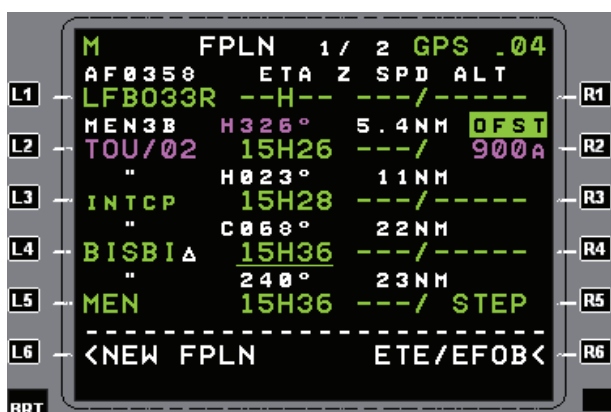 M FPLN 1/ 2 GPS .04
AF0358 ETA Z SPD ALT
L1 LFBO33R --H-- ---/----- R1
MEN3B H326° 5.4NM OFST
L2 TOU/02 15H26 ---/ 900A R2
" H023° 11NM
L3 INTCP 15H28 ---/----- R3
" C068° 22NM
L4 BISBIΔ 15H36 ---/----- R4
" 240° 23NM
L5 MEN 15H36 ---/ STEP R5
L6 <NEW FPLN ETE/EFOB< R6
BRT